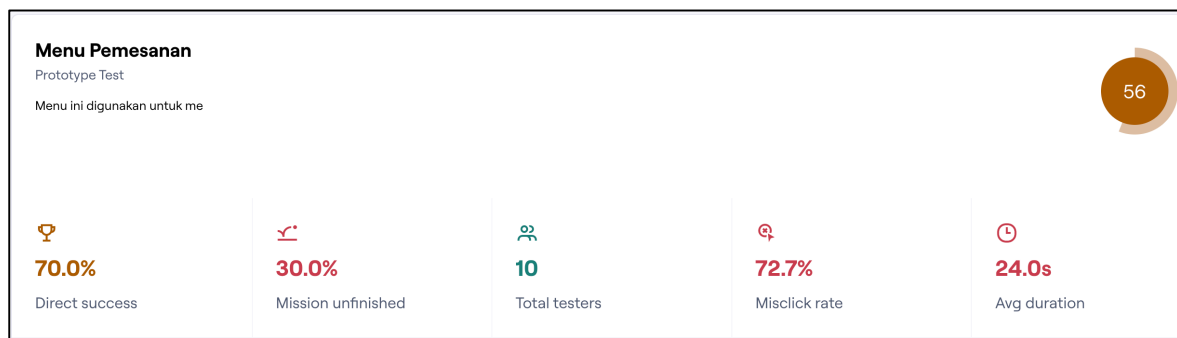 Menu Pemesanan
Prototype Test
Menu ini digunakan untuk me
56
70.0%
Direct success
30.0%
Mission unfinished
10
Total testers
72.7%
Misclick rate
24.0s
Avg duration